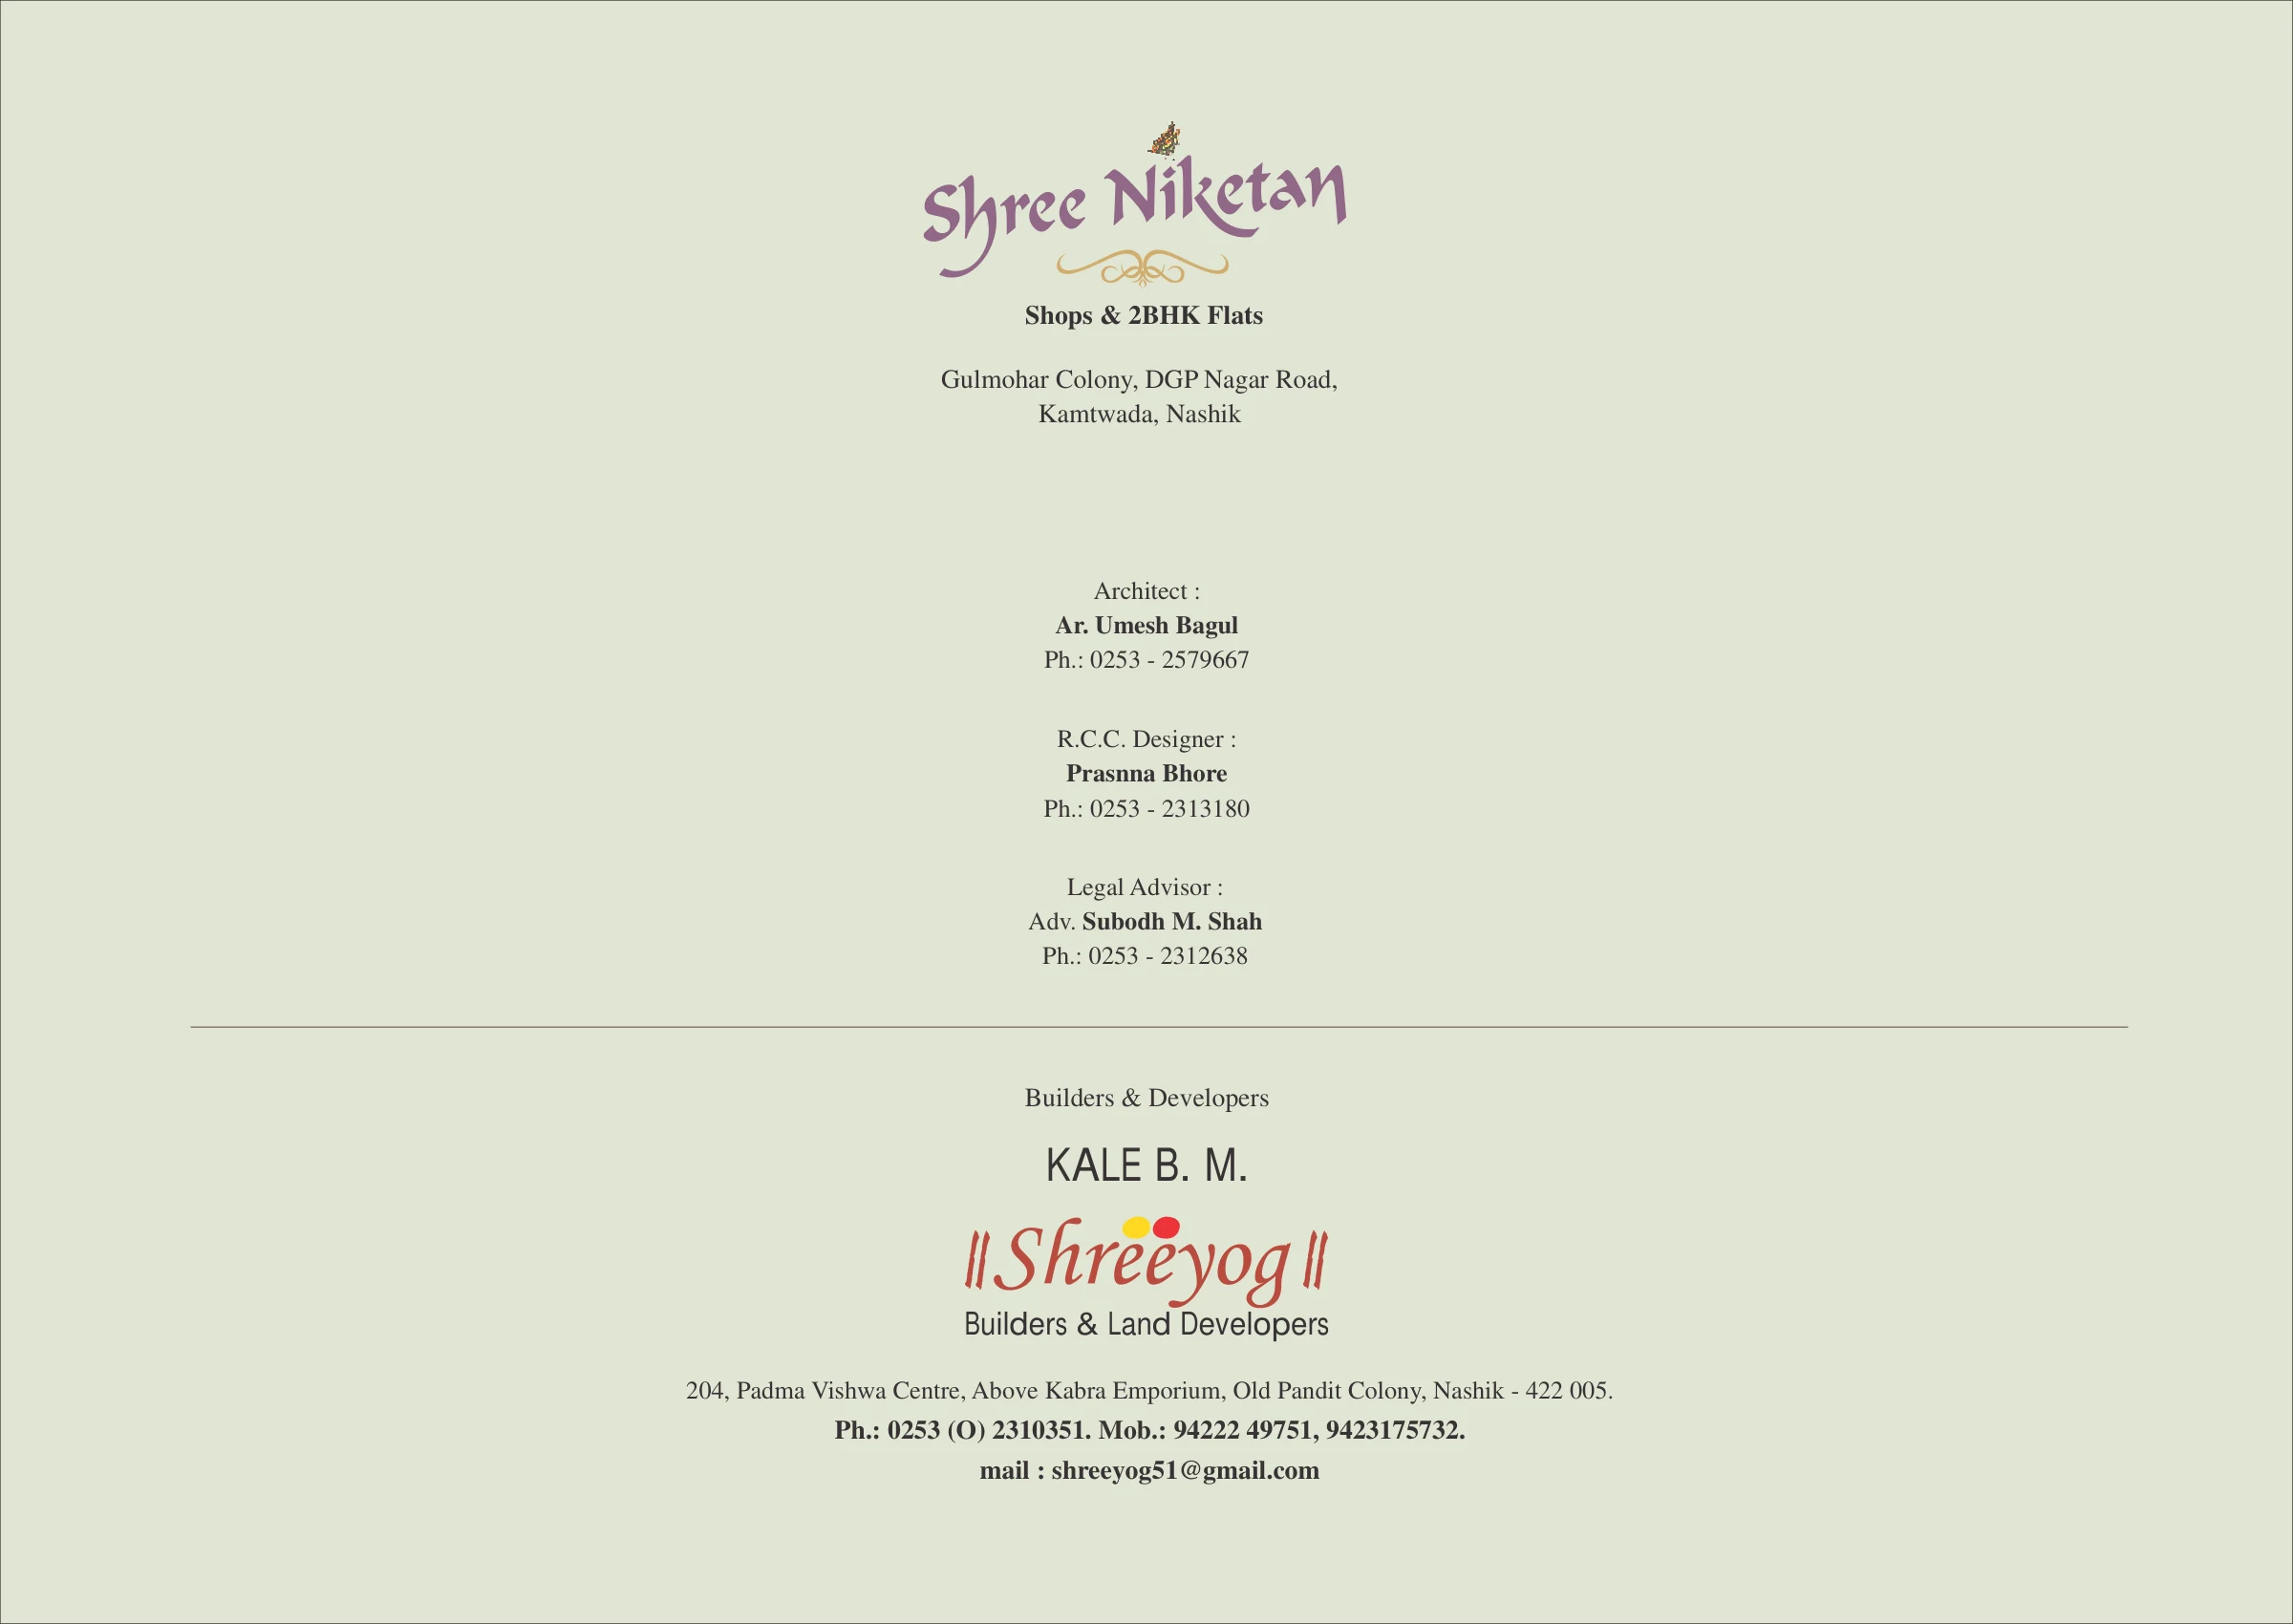 Shree Niketan
Shops & 2BHK Flats
Gulmohar Colony, DGP Nagar Road,
Kamtwada, Nashik
Architect :
Ar. Umesh Bagul
Ph.: 0253 - 2579667
R.C.C. Designer :
Prasnna Bhore
Ph.: 0253 - 2313180
Legal Advisor :
Adv. Subodh M. Shah
Ph.: 0253 - 2312638
Builders & Developers
KALE B. M.
|| Shreeyog ||
Builders & Land Developers
204, Padma Vishwa Centre, Above Kabra Emporium, Old Pandit Colony, Nashik - 422 005.
Ph.: 0253 (O) 2310351. Mob.: 94222 49751, 9423175732.
mail : shreeyog51@gmail.com